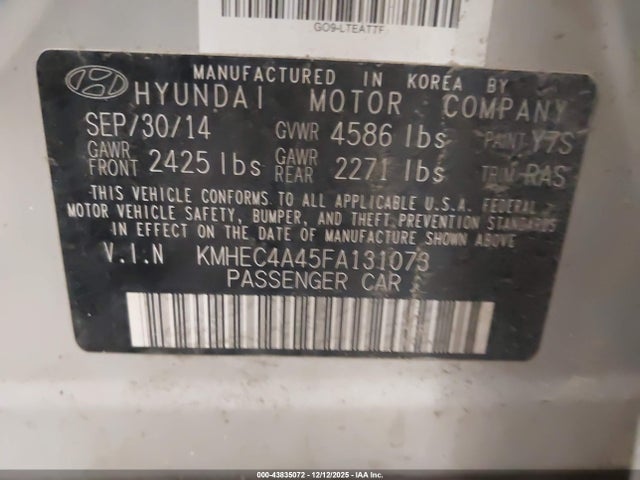 GO9-LTEATTF
MANUFACTURED IN KOREA BY
HYUNDAI MOTOR COMPANY
SEP/30/14 GVWR 4586 lbs PAINT Y7S
GAWR FRONT 2425 lbs GAWR REAR 2271 lbs TRIM RAS
THIS VEHICLE CONFORMS TO ALL APPLICABLE U.S.A. FEDERAL
MOTOR VEHICLE SAFETY, BUMPER, AND THEFT PREVENTION STANDARDS
IN EFFECT ON THE DATE OF MANUFACTURE SHOWN ABOVE
V.I.N KMHEC4A45FA131073
PASSENGER CAR
000-43835072 - 12/12/2025 - IAA Inc.